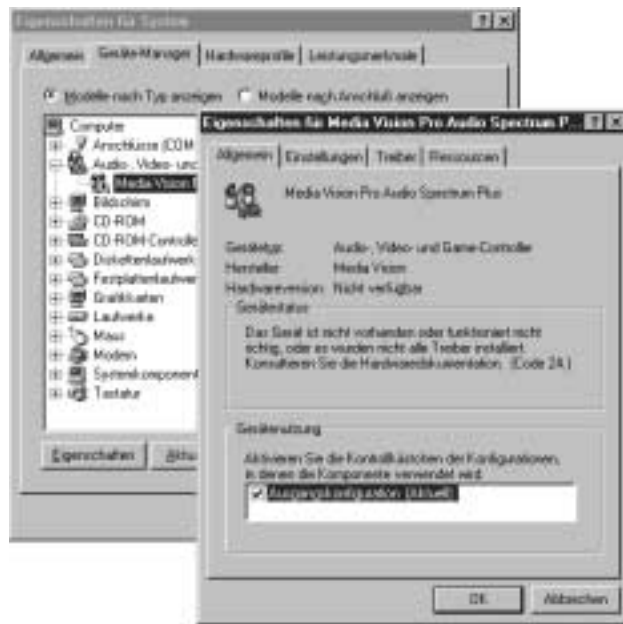 Eigenschaften für System
Allgemein Geräte-Manager Hardwareprofile Leistungsmerkmale
Modelle nach Typ anzeigen Modelle nach Anschluß anzeigen
Computer
Anschlüsse (COM
Audio-, Video- und
Media Vision
Bildschirm
CD-ROM
CD-ROM-Controlle
Diskettenlaufwerk
Festplattenlaufwer
Grafikkarten
Laufwerke
Maus
Modem
Systemkomponen
Tastatur
Eigenschaften Aktu
Eigenschaften für Media Vision Pro Audio Spectrum P...
Allgemein Einstellungen Treiber Ressourcen
Media Vision Pro Audio Spectrum Plus
Gerätetyp: Audio-, Video- und Game-Controller
Hersteller: Media Vision
Hardwareversion: Nicht verfügbar
Gerätestatus
Das Gerät ist nicht vorhanden oder funktioniert nicht
richtig, oder es wurden nicht alle Treiber installiert.
Konsultieren Sie die Hardwaredokumentation. (Code 24.)
Gerätenutzung
Aktivieren Sie die Kontrollkästchen der Konfigurationen,
in denen die Komponente verwendet wird.
Ausgangskonfiguration (Aktuell)
OK Abbrechen